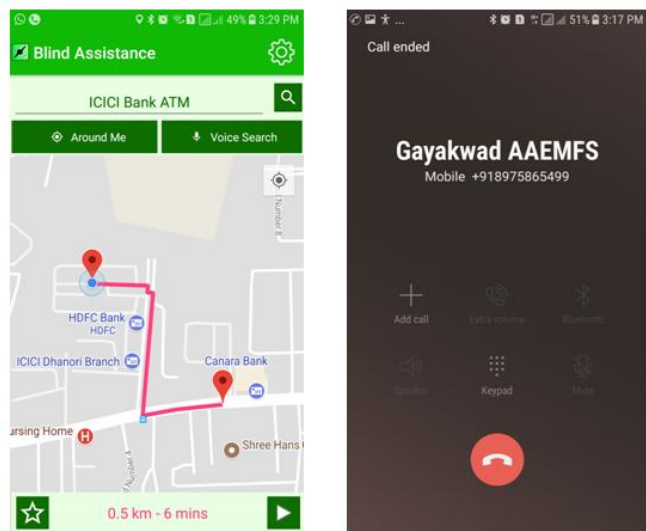 49% 3:29 PM
Blind Assistance
ICICI Bank ATM
Around Me
Voice Search
HDFC Bank
HDFC
ICICI Dhanori Branch
Canara Bank
ursing Home
H
Shree Hans
0.5 km - 6 mins
51% 3:17 PM
Call ended
Gayakwad AAEMFS
Mobile +918975865499
Add call
Extra volume
Bluetooth
Speaker
Keypad
Mute